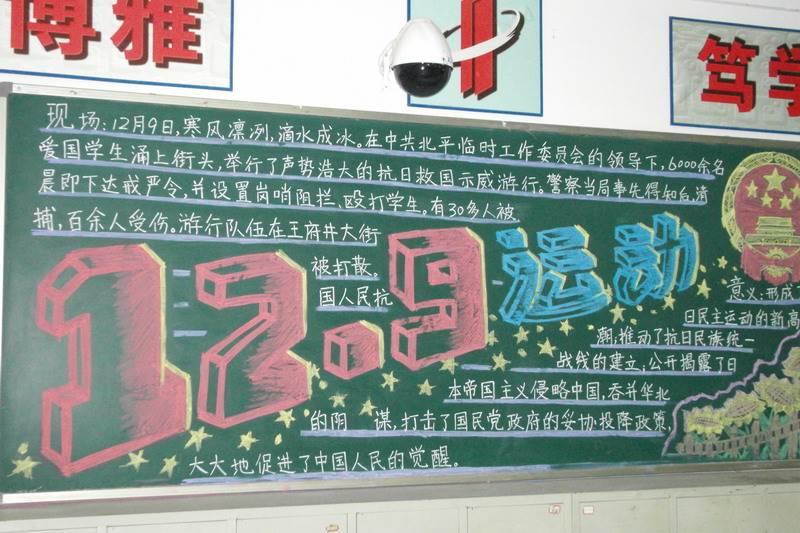 博雅
笃学
现场:12月9日,寒风凛冽,滴水成冰。在中共北平临时工作委员会的领导下,6000余名
爱国学生涌上街头,举行了声势浩大的抗日救国示威游行。警察当局事先得知后,清
晨即下达戒严令,并设置岗哨阻拦、殴打学生。有30多人被
捕,百余人受伤。游行队伍在王府井大街
被打散。
国人民抗
12.9运动
意义:形成
日民主运动的新高
潮,推动了抗日民族统一
战线的建立,公开揭露了日
本帝国主义侵略中国,吞并华北
的阴 谋,打击了国民党政府的妥协投降政策,
大大地促进了中国人民的觉醒。